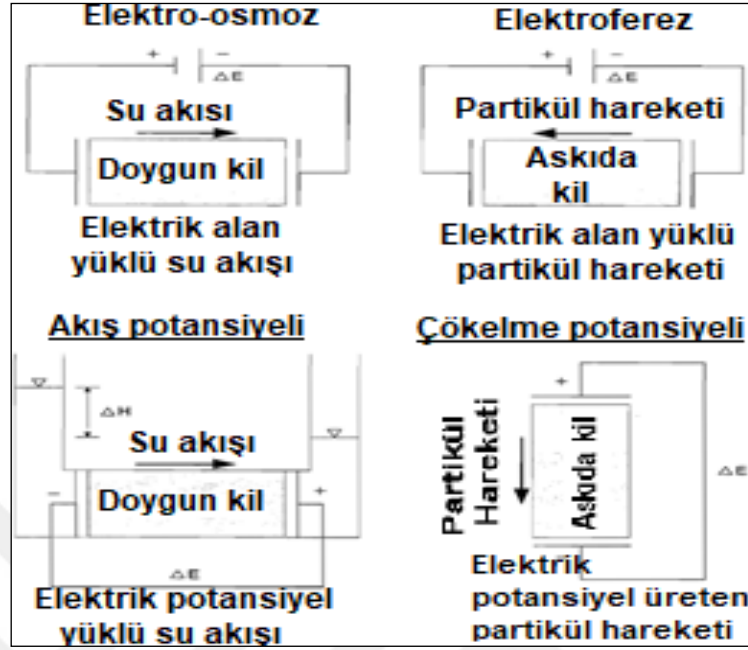 Elektro-osmoz
+ −
ΔE
Su akısı
Doygun kil
Elektrik alan
yüklü su akışı
Elektroferez
+ −
ΔE
Partikül hareketi
Askıda
kil
Elektrik alan yüklü
partikül hareketi
Akış potansiyeli
ΔH
Su akışı
− +
Doygun kil
ΔE
Elektrik potansiyel
yüklü su akışı
Çökelme potansiyeli
+
Partikül
Hareketi
Askıda kil
ΔE
−
Elektrik
potansiyel üreten
partikül hareketi